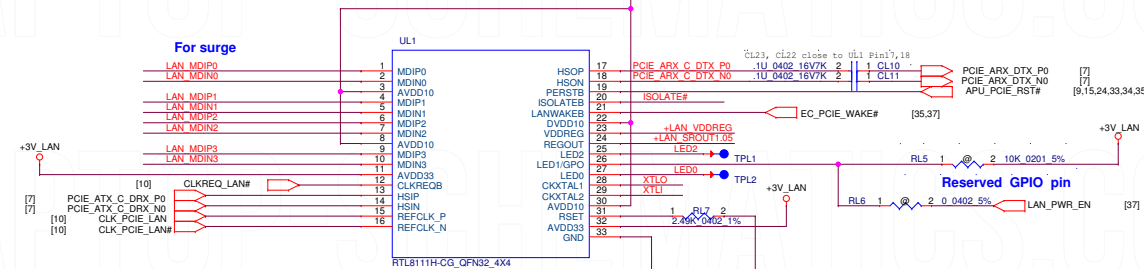 UL1
For surge
CL23, CL22 close to UL1 Pin17,18
LAN_MDIP0 1 MDIP0 HSOP 17 PCIE_ARX_C_DTX_P0 .1U_0402_16V7K 2 1 CL10 PCIE_ARX_DTX_P0 [7]
LAN_MDIN0 2 MDIN0 HSON 18 PCIE_ARX_C_DTX_N0 .1U_0402_16V7K 2 1 CL11 PCIE_ARX_DTX_N0 [7]
3 AVDD10 PERSTB 19 APU_PCIE_RST# [9,15,24,33,34,35
LAN_MDIP1 4 MDIP1 ISOLATEB 20 ISOLATE#
LAN_MDIN1 5 MDIN1 LANWAKEB 21 EC_PCIE_WAKE# [35,37]
LAN_MDIP2 6 MDIP2 DVDD10 22
LAN_MDIN2 7 MDIN2 VDDREG 23 +LAN_VDDREG
8 AVDD10 REGOUT 24 +LAN_SROUT1.05
LAN_MDIP3 9 MDIP3 LED2 25 LED2 TPL1
LAN_MDIN3 10 MDIN3 LED1/GPO 26 RL5 1 @ 2 10K_0201_5%
+3V_LAN
+3V_LAN
11 AVDD33 LED0 27 LED0 TPL2
Reserved GPIO pin
[10] CLKREQ_LAN# 12 CLKREQB CKXTAL1 28 XTLO
+3V_LAN
[7] PCIE_ATX_C_DRX_P0 13 HSIP CKXTAL2 29 XTLI
[7] PCIE_ATX_C_DRX_N0 14 HSIN AVDD10 30
RL6 1 @ 2 0_0402_5% LAN_PWR_EN [37]
[10] CLK_PCIE_LAN 15 REFCLK_P RSET 31 1 RL7 2
2.49K_0402_1%
[10] CLK_PCIE_LAN# 16 REFCLK_N AVDD33 32
GND 33
RTL8111H-CG_QFN32_4X4